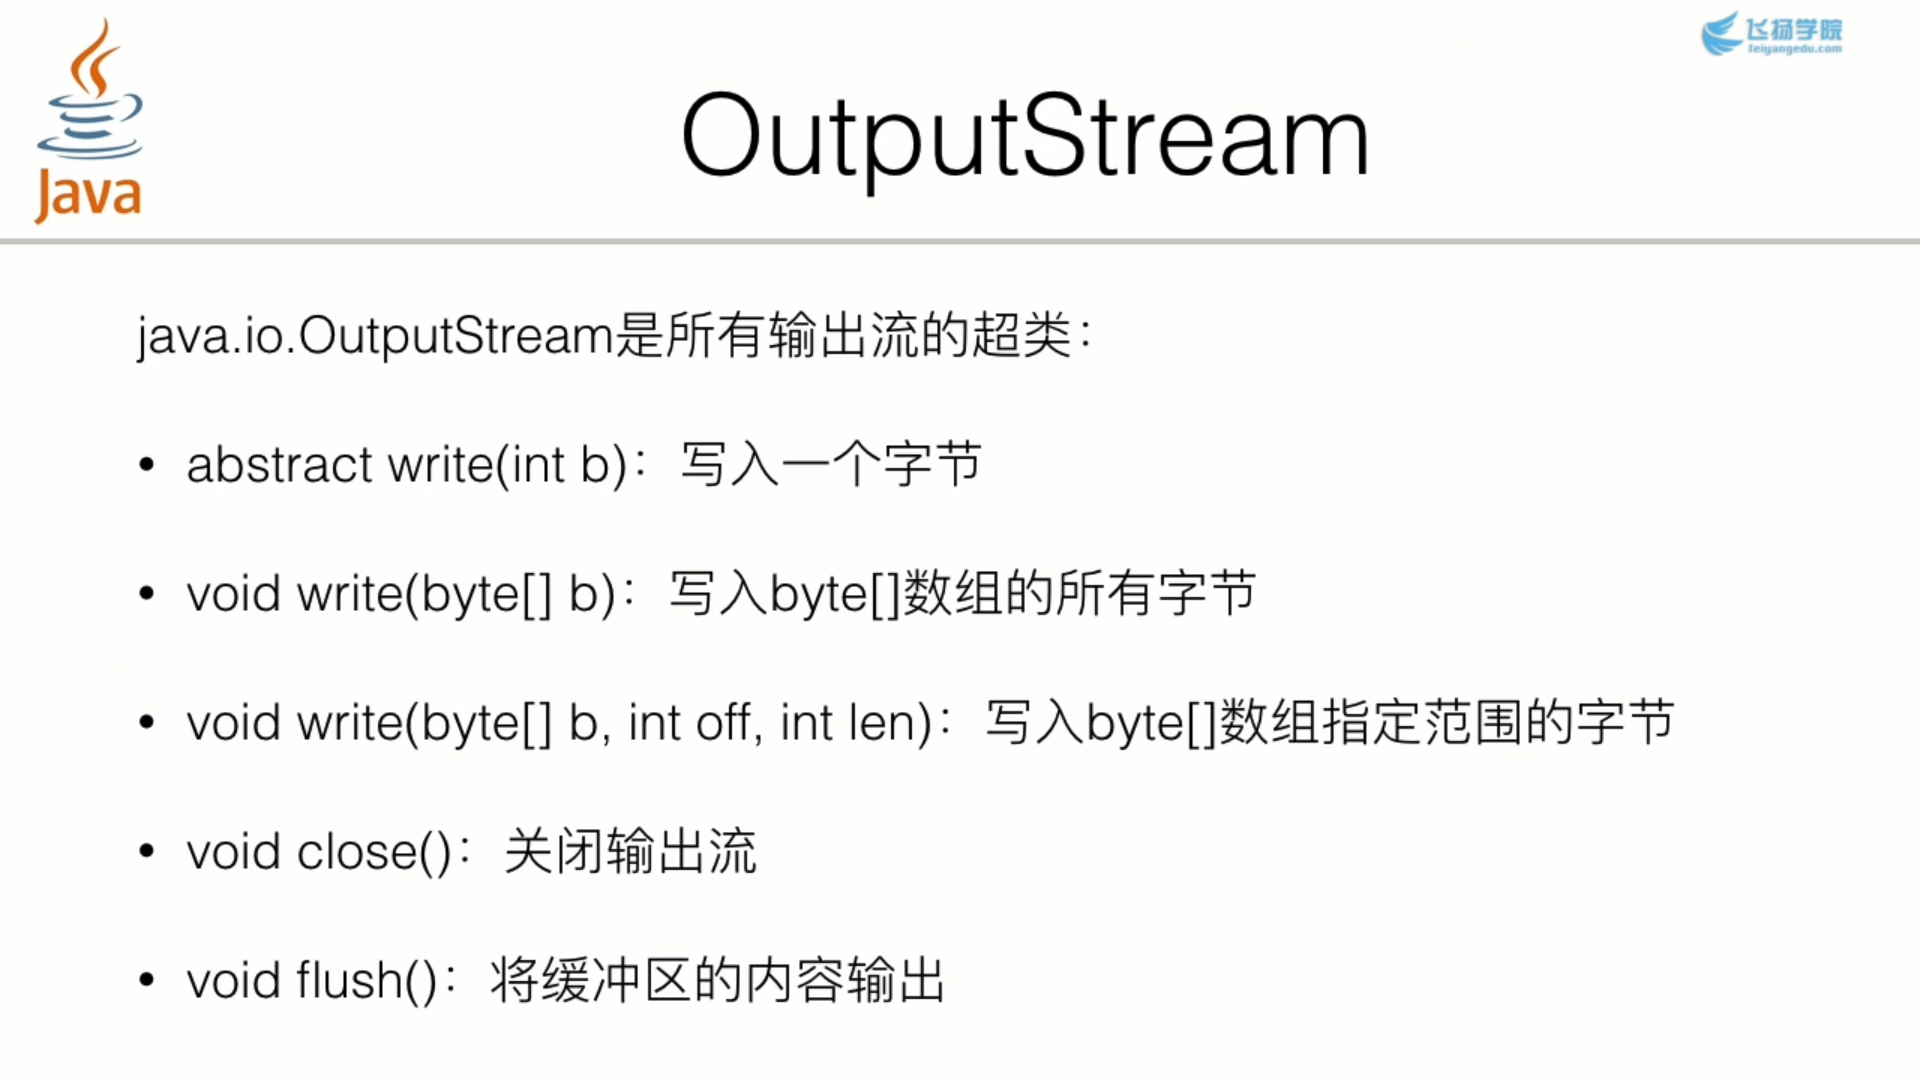 Java
飞扬学院
feiyangedu.com
OutputStream
java.io.OutputStream是所有输出流的超类：
• abstract write(int b)：写入一个字节
• void write(byte[] b)：写入byte[]数组的所有字节
• void write(byte[] b, int off, int len)：写入byte[]数组指定范围的字节
• void close()：关闭输出流
• void flush()：将缓冲区的内容输出